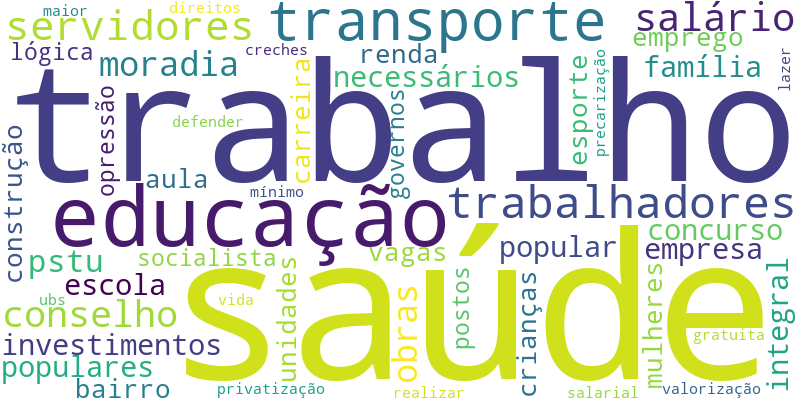 maior direitos
servidores transporte salário
lógica creches renda emprego
moradia necessários família lazer
trabalho
opressão defender carreira governos esporte precarização
construção aula mínimo
educação trabalhadores
pstu socialista vagas popular concurso
escola empresa
saúde
ubs vida unidades obras postos crianças mulheres gratuita integral
conselho
investimentos
populares
bairro privatização realizar salarial valorização